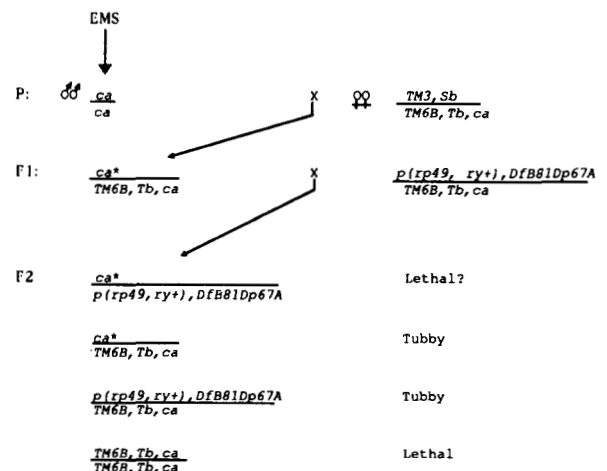 EMS
P: ♂♂ ca x ♀♀ TM3,Sb
ca TM6B,Tb,ca
F1: ca* x p(rp49, ry+),DfB81Dp67A
TM6B,Tb,ca TM6B,Tb,ca
F2 ca* Lethal?
p(rp49,ry+),DfB81Dp67A
ca* Tubby
TM6B,Tb,ca
p(rp49,ry+),DfB81Dp67A Tubby
TM6B,Tb,ca
TM6B,Tb,ca Lethal
TM6B,Tb,ca